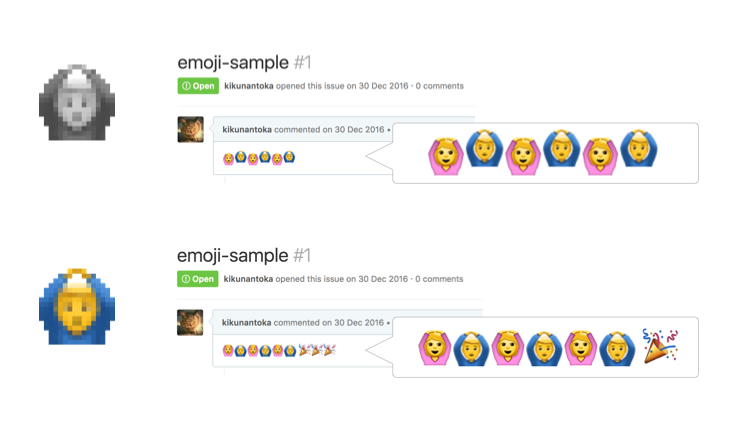 emoji-sample #1
Open kikunantoka opened this issue on 30 Dec 2016 · 0 comments
kikunantoka commented on 30 Dec 2016 •
🙆🙆‍♂️🙆🙆‍♂️🙆🙆‍♂️
🙆🙆‍♂️🙆🙆‍♂️🙆🙆‍♂️
emoji-sample #1
Open kikunantoka opened this issue on 30 Dec 2016 · 0 comments
kikunantoka commented on 30 Dec 2016 •
🙆🙆‍♂️🙆🙆‍♂️🙆🙆‍♂️🎉🎉🎉
🙆🙆‍♂️🙆🙆‍♂️🙆🙆‍♂️🎉